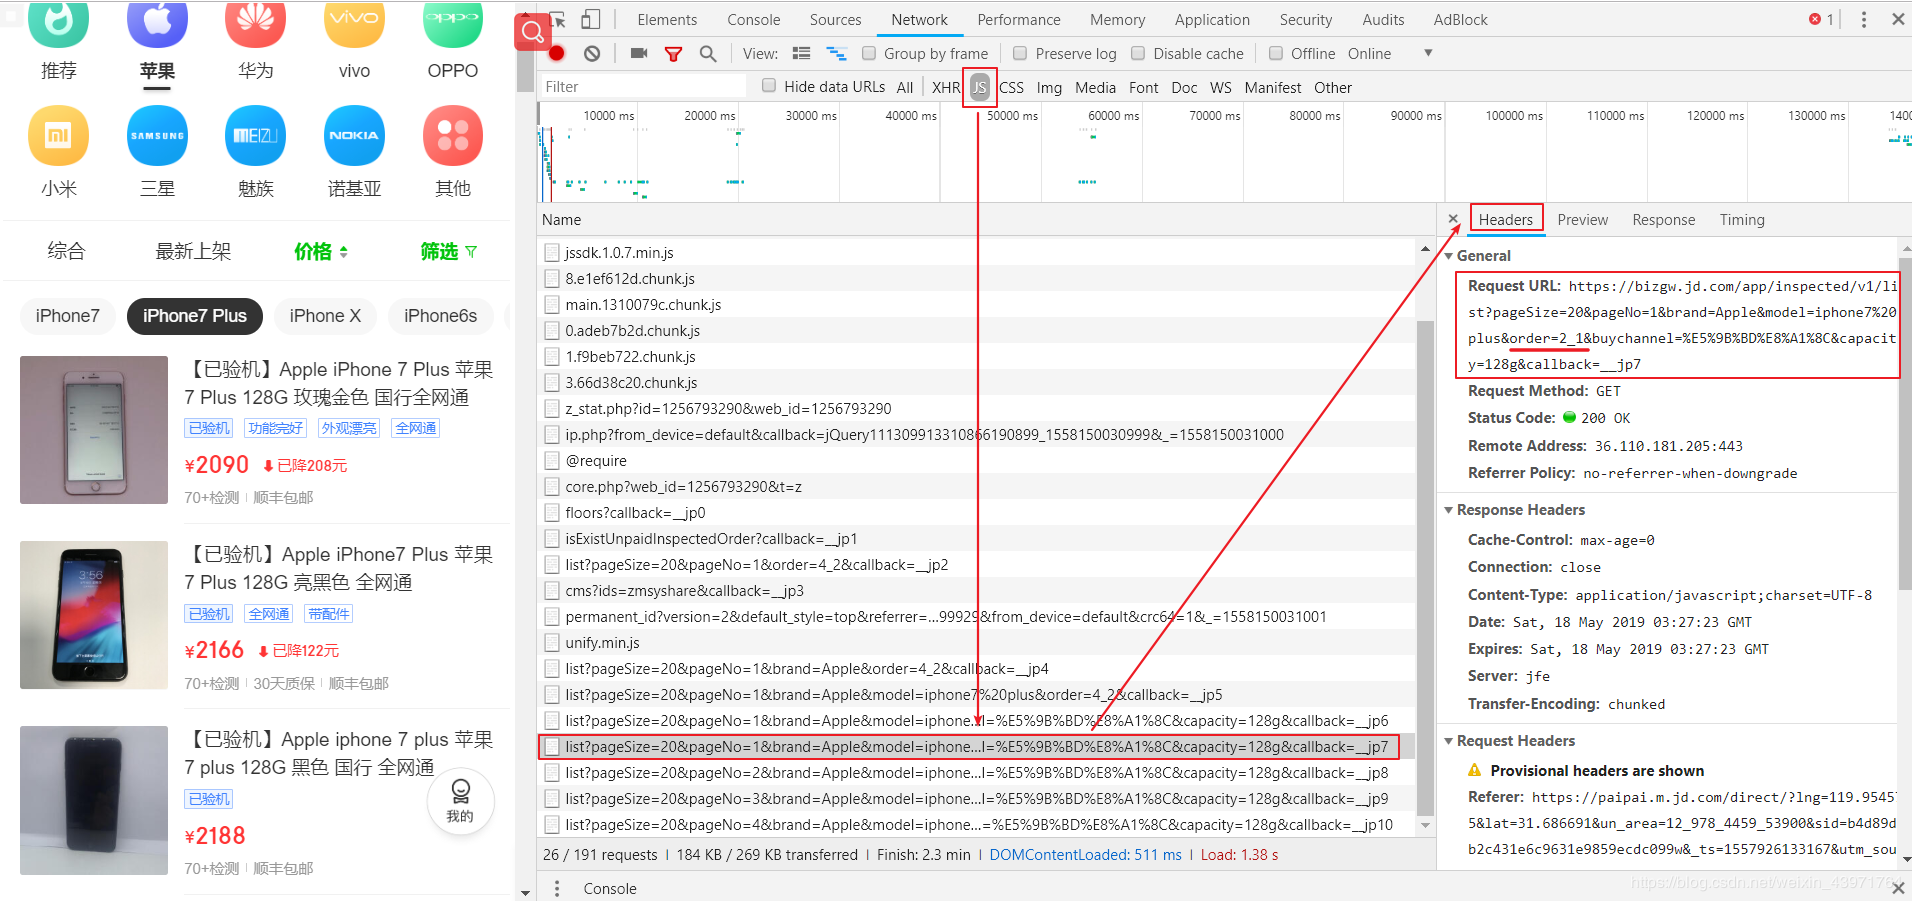 推荐
苹果
华为
vivo
OPPO
小米
三星
魅族
诺基亚
其他
vivo
oppo
mi
SAMSUNG
MEIZU
NOKIA
综合
最新上架
价格
筛选
iPhone7
iPhone7 Plus
iPhone X
iPhone6s
【已验机】Apple iPhone 7 Plus 苹果
7 Plus 128G 玫瑰金色 国行全网通
已验机 功能完好 外观漂亮 全网通
¥2090 已降208元
70+检测 | 顺丰包邮
【已验机】Apple iPhone7 Plus 苹果
7 Plus 128G 亮黑色 全网通
已验机 全网通 带配件
¥2166 已降122元
70+检测 | 30天质保 | 顺丰包邮
3:56
【已验机】Apple iphone 7 plus 苹果
7 plus 128G 黑色 国行 全网通
已验机
¥2188
70+检测 | 顺丰包邮
我的
Elements Console Sources Network Performance Memory Application Security Audits AdBlock 1
View: Group by frame Preserve log Disable cache Offline Online
Filter Hide data URLs All XHR JS CSS Img Media Font Doc WS Manifest Other
10000 ms 20000 ms 30000 ms 40000 ms 50000 ms 60000 ms 70000 ms 80000 ms 90000 ms 100000 ms 110000 ms 120000 ms 130000 ms 140
Name
jssdk.1.0.7.min.js
8.e1ef612d.chunk.js
main.1310079c.chunk.js
0.adeb7b2d.chunk.js
1.f9beb722.chunk.js
3.66d38c20.chunk.js
z_stat.php?id=1256793290&web_id=1256793290
ip.php?from_device=default&callback=jQuery111309913310866190899_1558150030999&_=1558150031000
@require
core.php?web_id=1256793290&t=z
floors?callback=__jp0
isExistUnpaidInspectedOrder?callback=__jp1
list?pageSize=20&pageNo=1&order=4_2&callback=__jp2
cms?ids=zmsyshare&callback=__jp3
permanent_id?version=2&default_style=top&referrer=…99929&from_device=default&crc64=1&_=1558150031001
unify.min.js
list?pageSize=20&pageNo=1&brand=Apple&order=4_2&callback=__jp4
list?pageSize=20&pageNo=1&brand=Apple&model=iphone7%20plus&order=4_2&callback=__jp5
list?pageSize=20&pageNo=1&brand=Apple&model=iphone…l=%E5%9B%BD%E8%A1%8C&capacity=128g&callback=__jp6
list?pageSize=20&pageNo=1&brand=Apple&model=iphone…l=%E5%9B%BD%E8%A1%8C&capacity=128g&callback=__jp7
list?pageSize=20&pageNo=2&brand=Apple&model=iphone…l=%E5%9B%BD%E8%A1%8C&capacity=128g&callback=__jp8
list?pageSize=20&pageNo=3&brand=Apple&model=iphone…l=%E5%9B%BD%E8%A1%8C&capacity=128g&callback=__jp9
list?pageSize=20&pageNo=4&brand=Apple&model=iphone…=%E5%9B%BD%E8%A1%8C&capacity=128g&callback=__jp10
26 / 191 requests | 184 KB / 269 KB transferred | Finish: 2.3 min | DOMContentLoaded: 511 ms | Load: 1.38 s
Console
Headers Preview Response Timing
General
Request URL: https://bizgw.jd.com/app/inspected/v1/li
st?pageSize=20&pageNo=1&brand=Apple&model=iphone7%20
plus&order=2_1&buychannel=%E5%9B%BD%E8%A1%8C&capacit
y=128g&callback=__jp7
Request Method: GET
Status Code: 200 OK
Remote Address: 36.110.181.205:443
Referrer Policy: no-referrer-when-downgrade
Response Headers
Cache-Control: max-age=0
Connection: close
Content-Type: application/javascript;charset=UTF-8
Date: Sat, 18 May 2019 03:27:23 GMT
Expires: Sat, 18 May 2019 03:27:23 GMT
Server: jfe
Transfer-Encoding: chunked
Request Headers
Provisional headers are shown
Referer: https://paipai.m.jd.com/direct/?lng=119.9545
5&lat=31.686691&un_area=12_978_4459_53900&sid=b4d89d
b2c431e6c9631e9859ecdc099w&_ts=1557926133167&utm_sou
https://blog.csdn.net/weixin_43971764